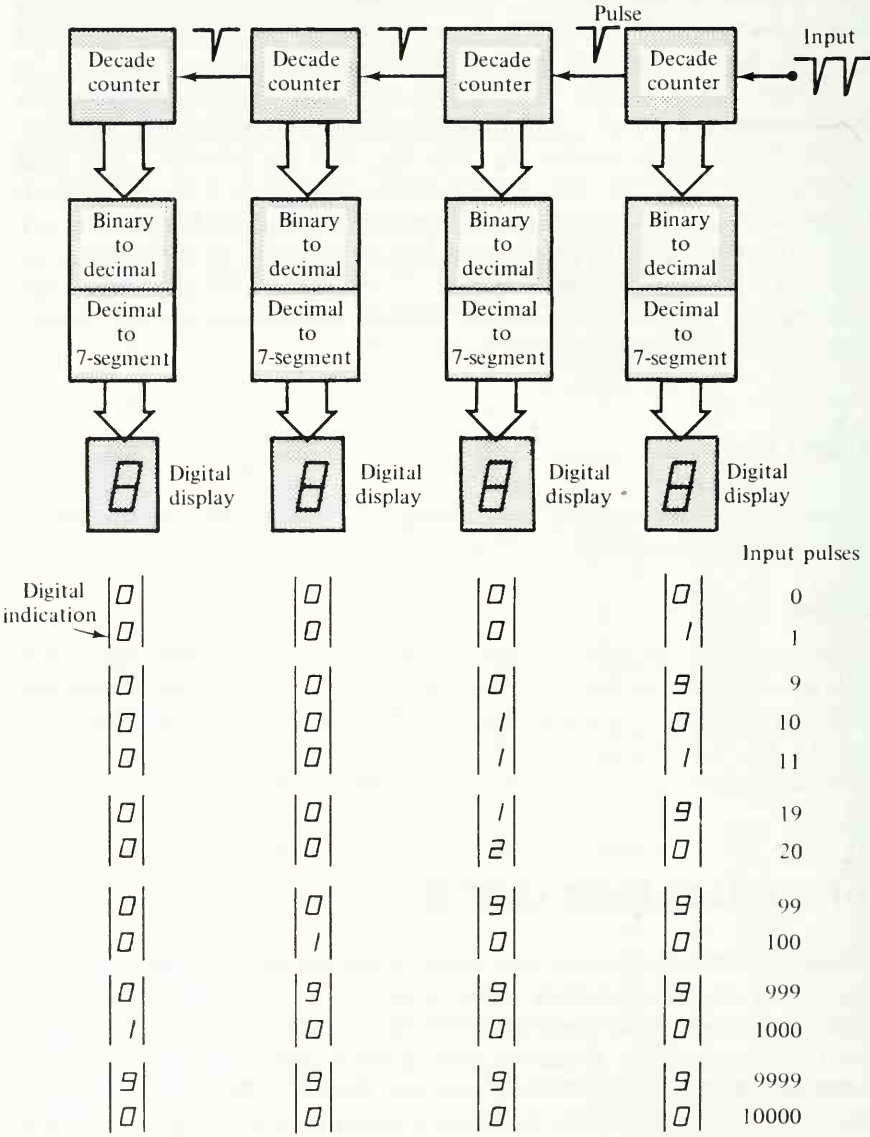 Pulse
Input
Decade counter
Decade counter
Decade counter
Decade counter
Binary to decimal
Binary to decimal
Binary to decimal
Binary to decimal
Decimal to 7-segment
Decimal to 7-segment
Decimal to 7-segment
Decimal to 7-segment
8 Digital display
8 Digital display
8 Digital display
8 Digital display
Input pulses
Digital indication
0 0 0 0 0
0 0 0 1 1
0 0 0 9 9
0 0 1 0 10
0 0 1 1 11
0 0 1 9 19
0 0 2 0 20
0 0 9 9 99
0 1 0 0 100
0 9 9 9 999
1 0 0 0 1000
9 9 9 9 9999
0 0 0 0 10000